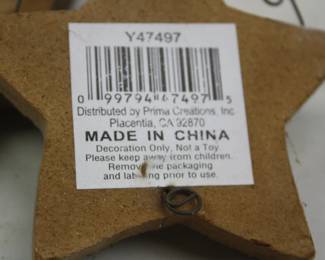 Y47497
0 99794 47497 5
Distributed by Prima Creations, Inc
Placentia, CA 92870
MADE IN CHINA
Decoration Only, Not a Toy
Please keep away from children.
Remove packaging
and labeling prior to use.